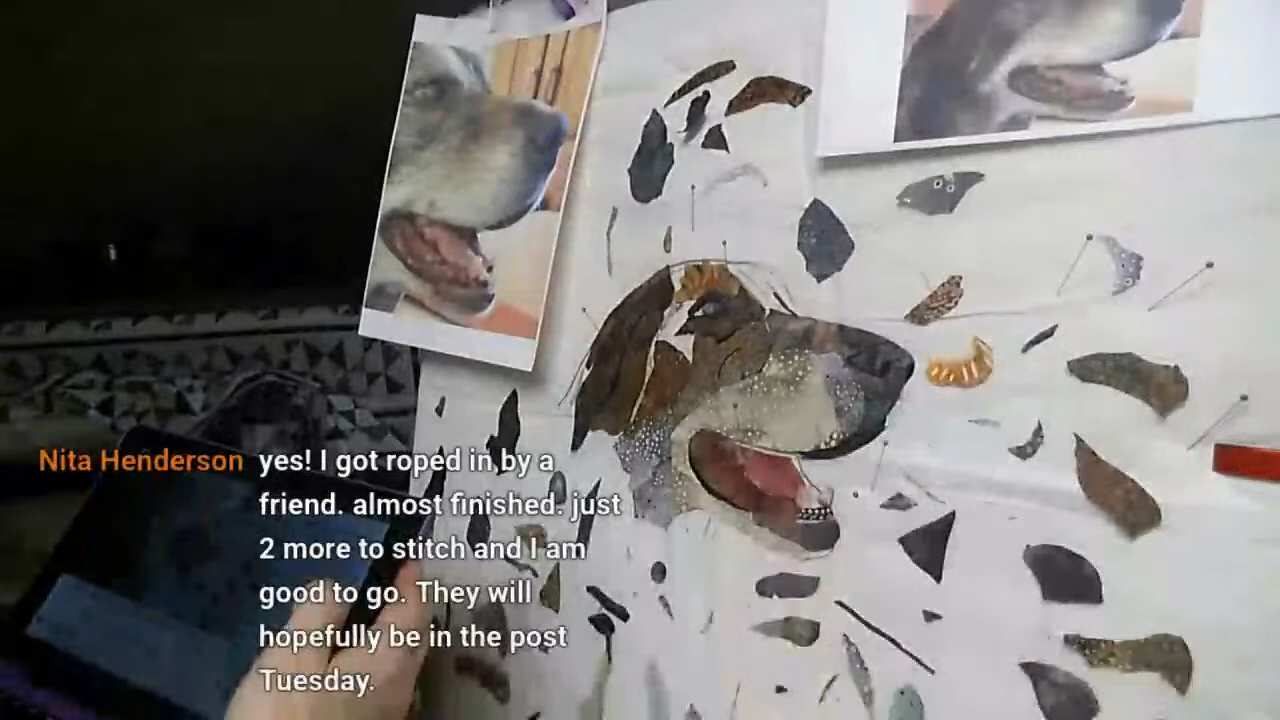 Nita Henderson yes! I got roped in by a
friend. almost finished. just
2 more to stitch and I am
good to go. They will
hopefully be in the post
Tuesday.